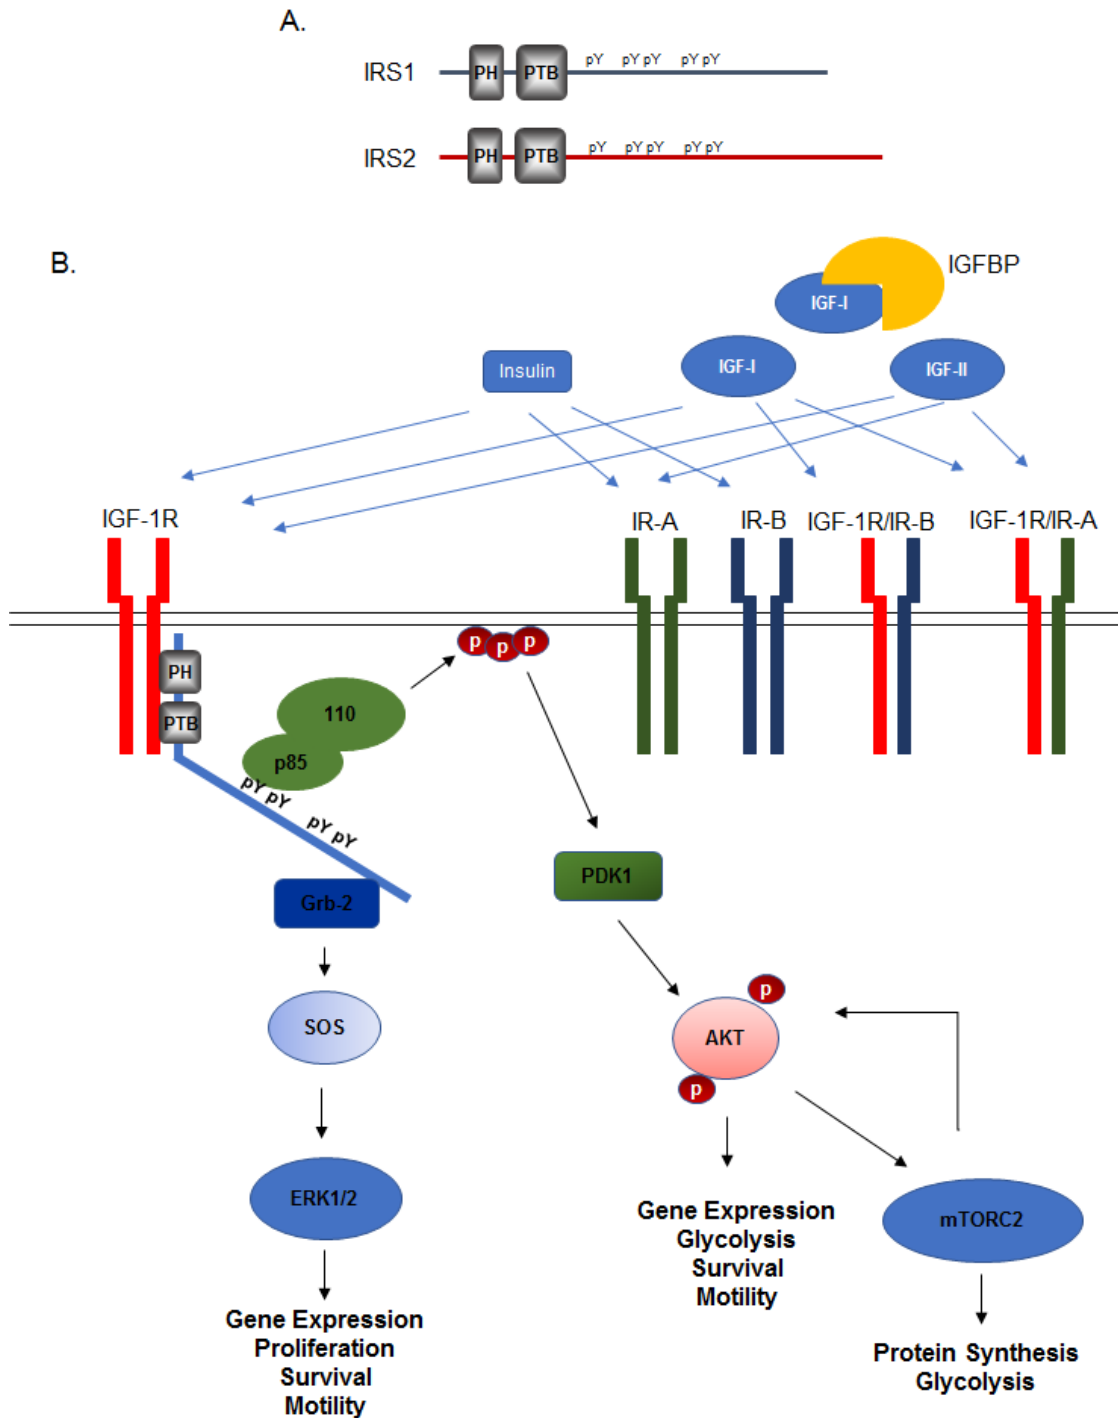 A.
IRS1
PH
PTB
pY
pY pY
pY pY
IRS2
PH
PTB
pY
pY pY
pY pY
B.
IGFBP
IGF-I
Insulin
IGF-I
IGF-II
IGF-1R
IR-A
IR-B
IGF-1R/IR-B
IGF-1R/IR-A
p
p
p
PH
PTB
110
p85
pY pY
pY pY
PDK1
Grb-2
SOS
p
AKT
p
ERK1/2
mTORC2
Gene Expression
Glycolysis
Survival
Motility
Gene Expression
Proliferation
Survival
Motility
Protein Synthesis
Glycolysis